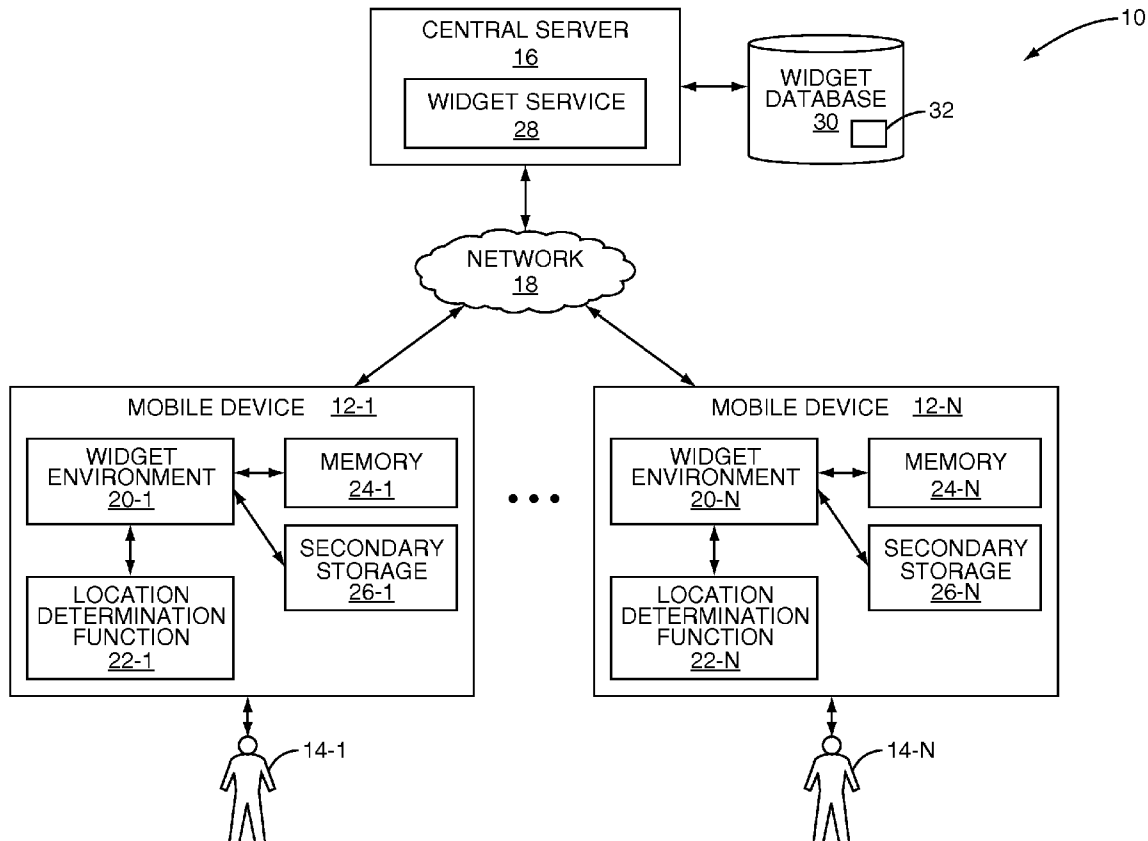 10
CENTRAL SERVER
16
WIDGET SERVICE
28
WIDGET
DATABASE
30
32
NETWORK
18
MOBILE DEVICE 12-1
WIDGET
ENVIRONMENT
20-1
MEMORY
24-1
SECONDARY
STORAGE
26-1
LOCATION
DETERMINATION
FUNCTION
22-1
14-1
MOBILE DEVICE 12-N
WIDGET
ENVIRONMENT
20-N
MEMORY
24-N
SECONDARY
STORAGE
26-N
LOCATION
DETERMINATION
FUNCTION
22-N
14-N